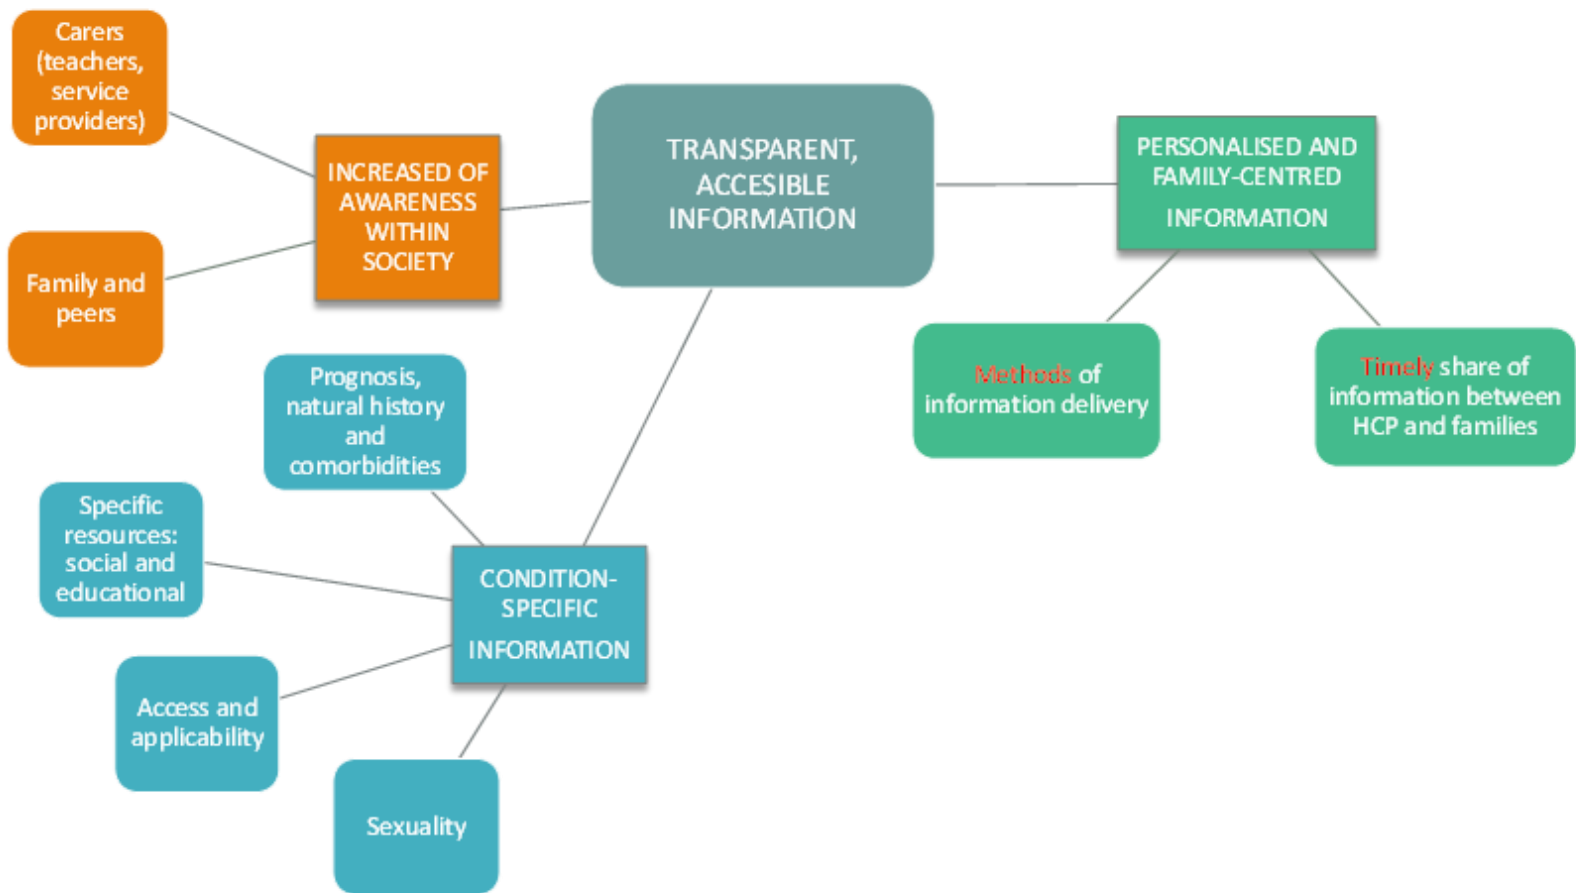 Carers
(teachers,
service
providers)
INCREASED OF
AWARENESS
WITHIN
SOCIETY
Family and
peers
TRANSPARENT,
ACCESIBLE
INFORMATION
PERSONALISED AND
FAMILY-CENTRED
INFORMATION
Methods of
information delivery
Timely share of
information between
HCP and families
Prognosis,
natural history
and
comorbidities
Specific
resources:
social and
educational
CONDITION-
SPECIFIC
INFORMATION
Access and
applicability
Sexuality